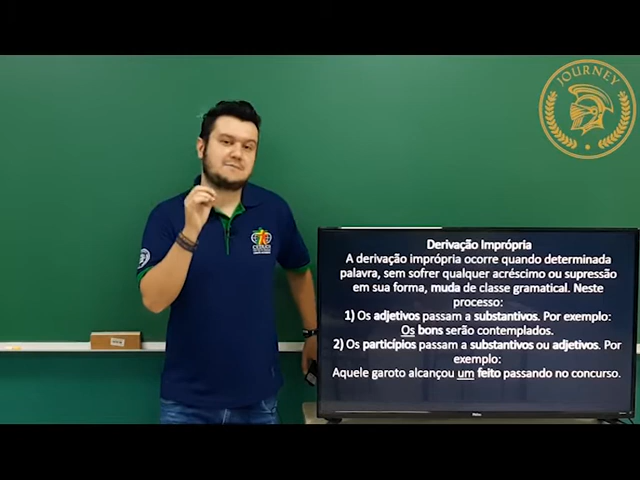 JOURNEY
Derivação Imprópria
A derivação imprópria ocorre quando determinada
palavra, sem sofrer qualquer acréscimo ou supressão
em sua forma, muda de classe gramatical. Neste
processo:
1) Os adjetivos passam a substantivos. Por exemplo:
Os bons serão contemplados.
2) Os particípios passam a substantivos ou adjetivos. Por
exemplo:
Aquele garoto alcançou um feito passando no concurso.